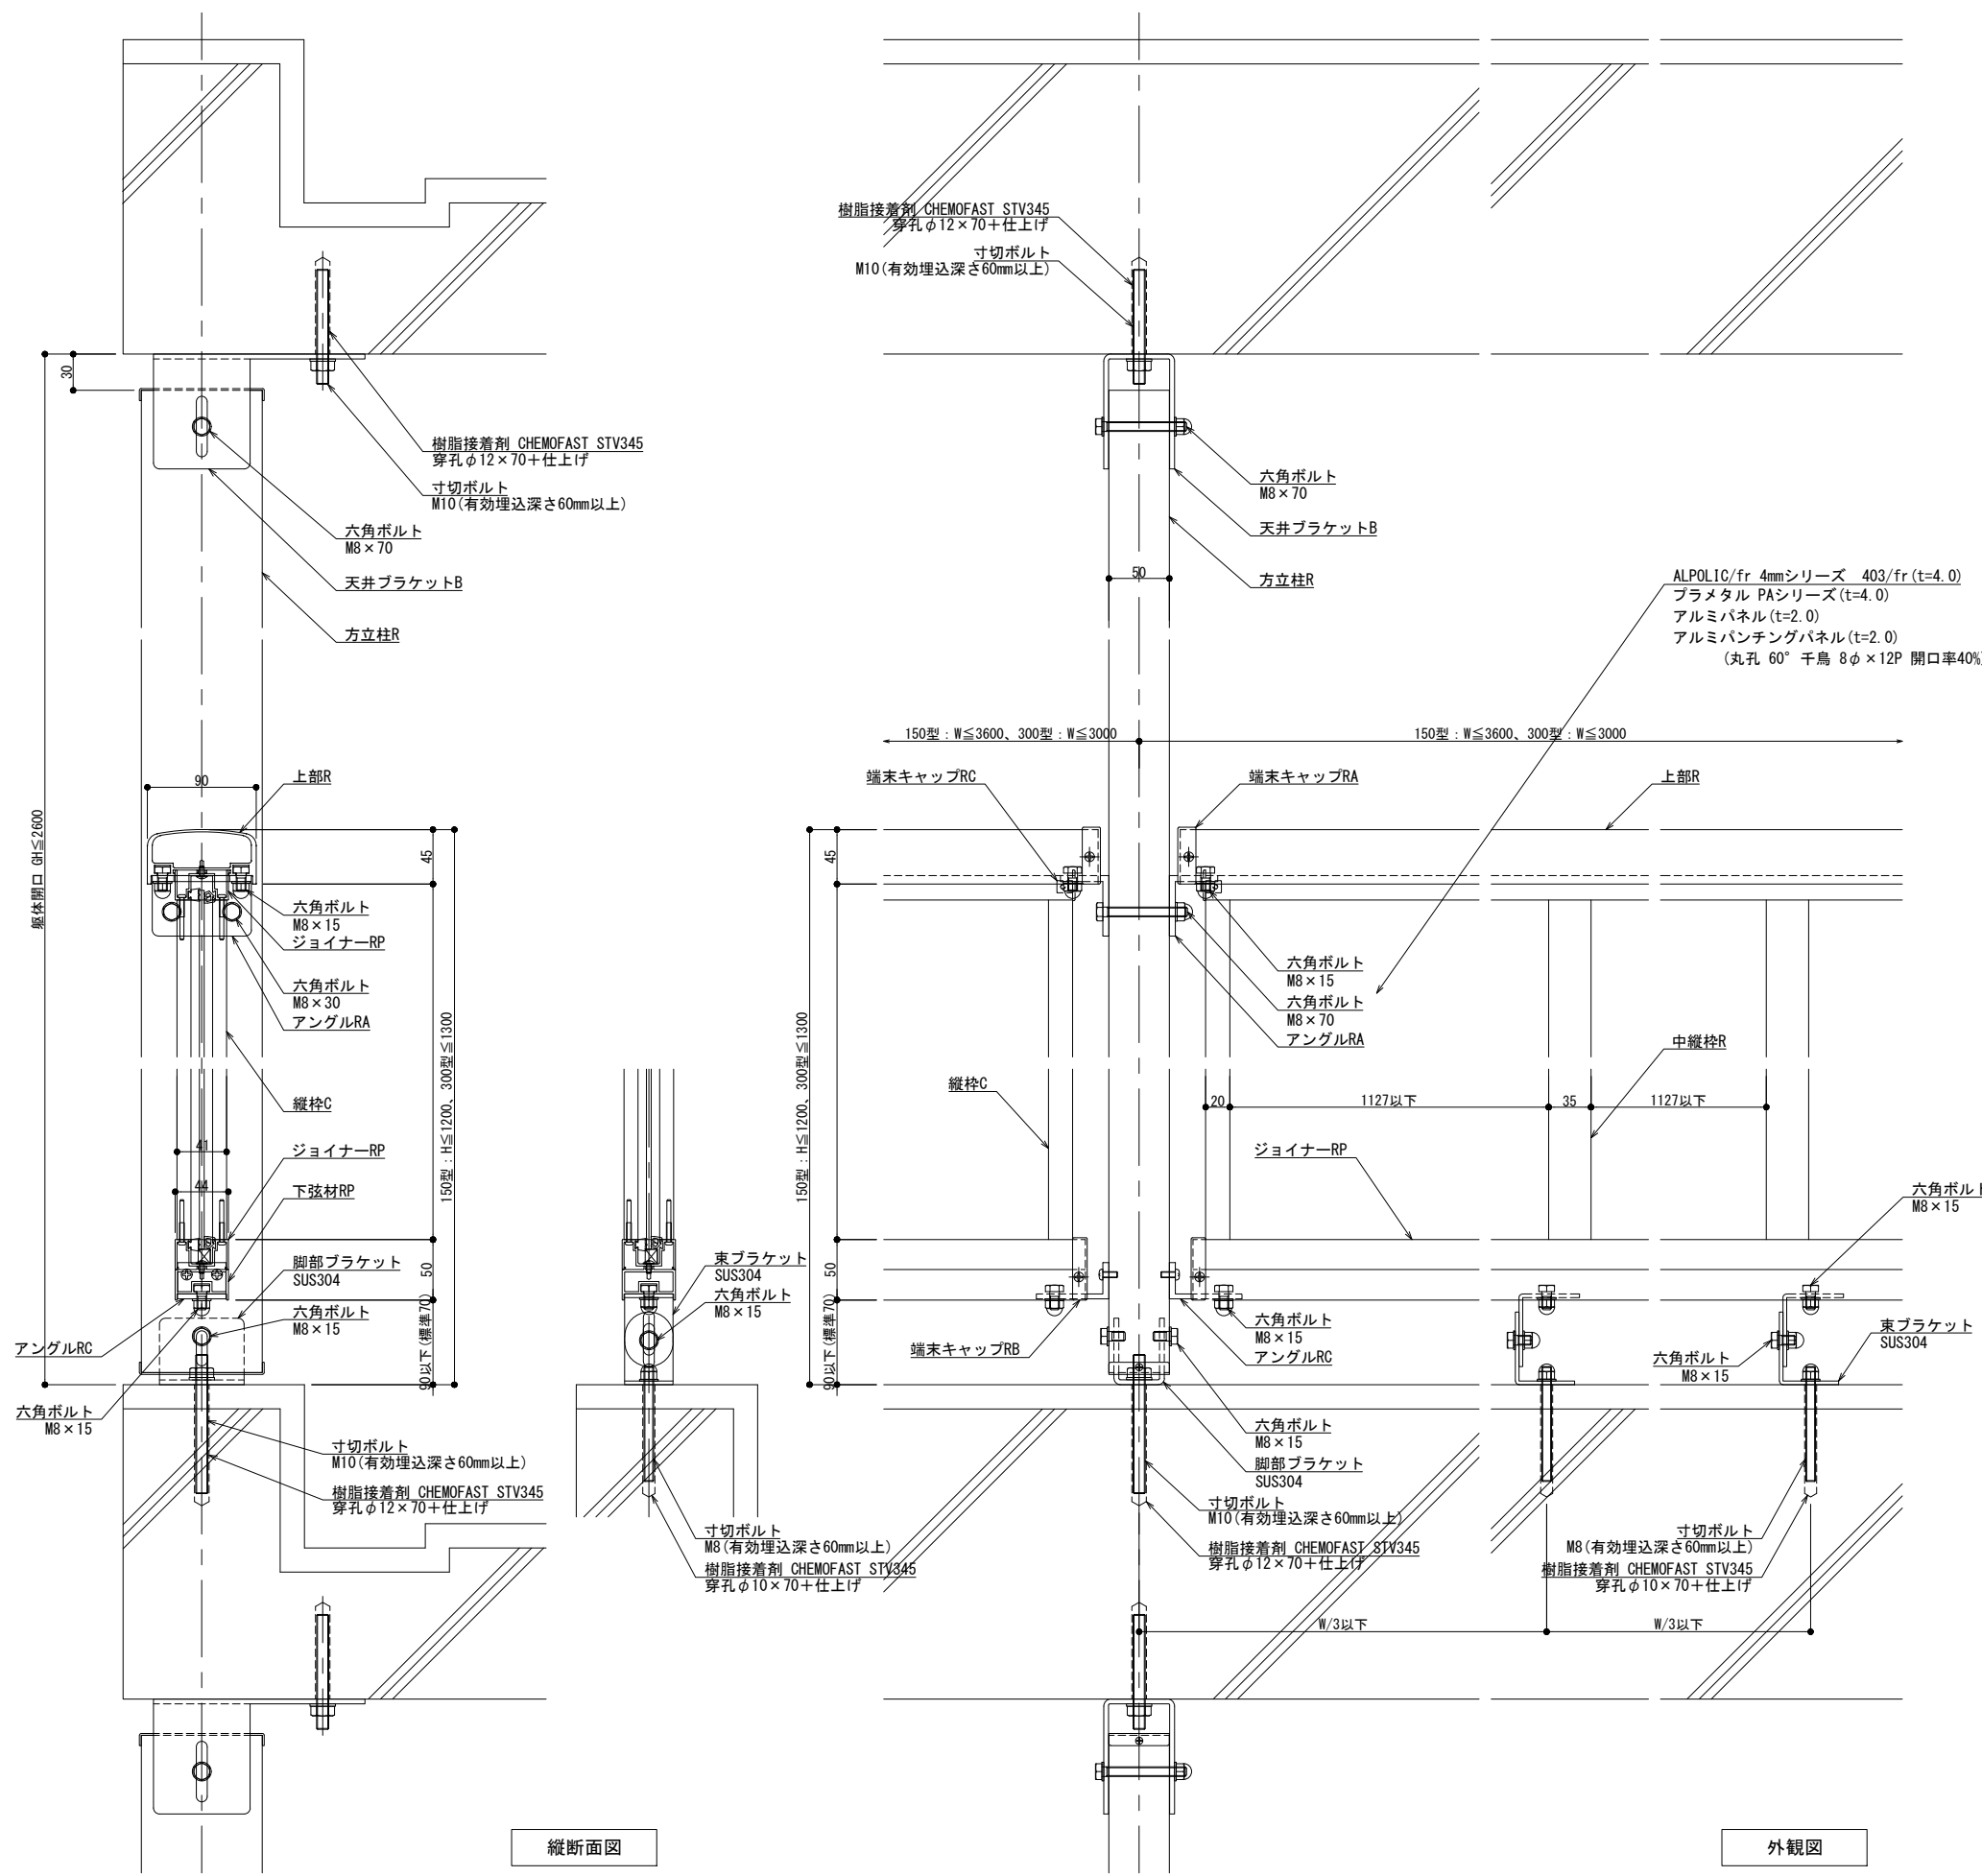 樹脂接着剤 CHEMOFAST STV345
穿孔φ12×70+仕上げ
寸切ボルト
M10(有効埋込深さ60mm以上)
六角ボルト
M8×70
天井ブラケットB
方立柱R
30
躯体開口 GH≦2600
90
上部R
45
六角ボルト
M8×15
ジョイナーRP
六角ボルト
M8×30
アングルRA
150型：H≦1200、300型≦1300
縦枠C
41
ジョイナーRP
44
下弦材RP
脚部ブラケット
SUS304
50
六角ボルト
M8×15
90以下(標準70)
アングルRC
六角ボルト
M8×15
寸切ボルト
M10(有効埋込深さ60mm以上)
樹脂接着剤 CHEMOFAST STV345
穿孔φ12×70+仕上げ
束ブラケット
SUS304
六角ボルト
M8×15
寸切ボルト
M8(有効埋込深さ60mm以上)
樹脂接着剤 CHEMOFAST STV345
穿孔φ10×70+仕上げ
縦断面図
樹脂接着剤 CHEMOFAST STV345
穿孔φ12×70+仕上げ
寸切ボルト
M10(有効埋込深さ60mm以上)
六角ボルト
M8×70
天井ブラケットB
50
方立柱R
ALPOLIC/fr 4mmシリーズ 403/fr(t=4.0)
プラメタル PAシリーズ(t=4.0)
アルミパネル(t=2.0)
アルミパンチングパネル(t=2.0)
(丸孔 60° 千鳥 8φ×12P 開口率40%)
150型：W≦3600、300型：W≦3000
150型：W≦3600、300型：W≦3000
端末キャップRC
端末キャップRA
上部R
45
六角ボルト
M8×15
六角ボルト
M8×70
アングルRA
150型：H≦1200、300型≦1300
中縦枠R
縦枠C
20
1127以下
35
1127以下
ジョイナーRP
六角ボルト
M8×15
50
90以下(標準70)
六角ボルト
M8×15
端末キャップRB
アングルRC
束ブラケット
SUS304
六角ボルト
M8×15
六角ボルト
M8×15
脚部ブラケット
SUS304
寸切ボルト
M10(有効埋込深さ60mm以上)
樹脂接着剤 CHEMOFAST STV345
穿孔φ12×70+仕上げ
寸切ボルト
M8(有効埋込深さ60mm以上)
樹脂接着剤 CHEMOFAST STV345
穿孔φ10×70+仕上げ
W/3以下
W/3以下
外観図